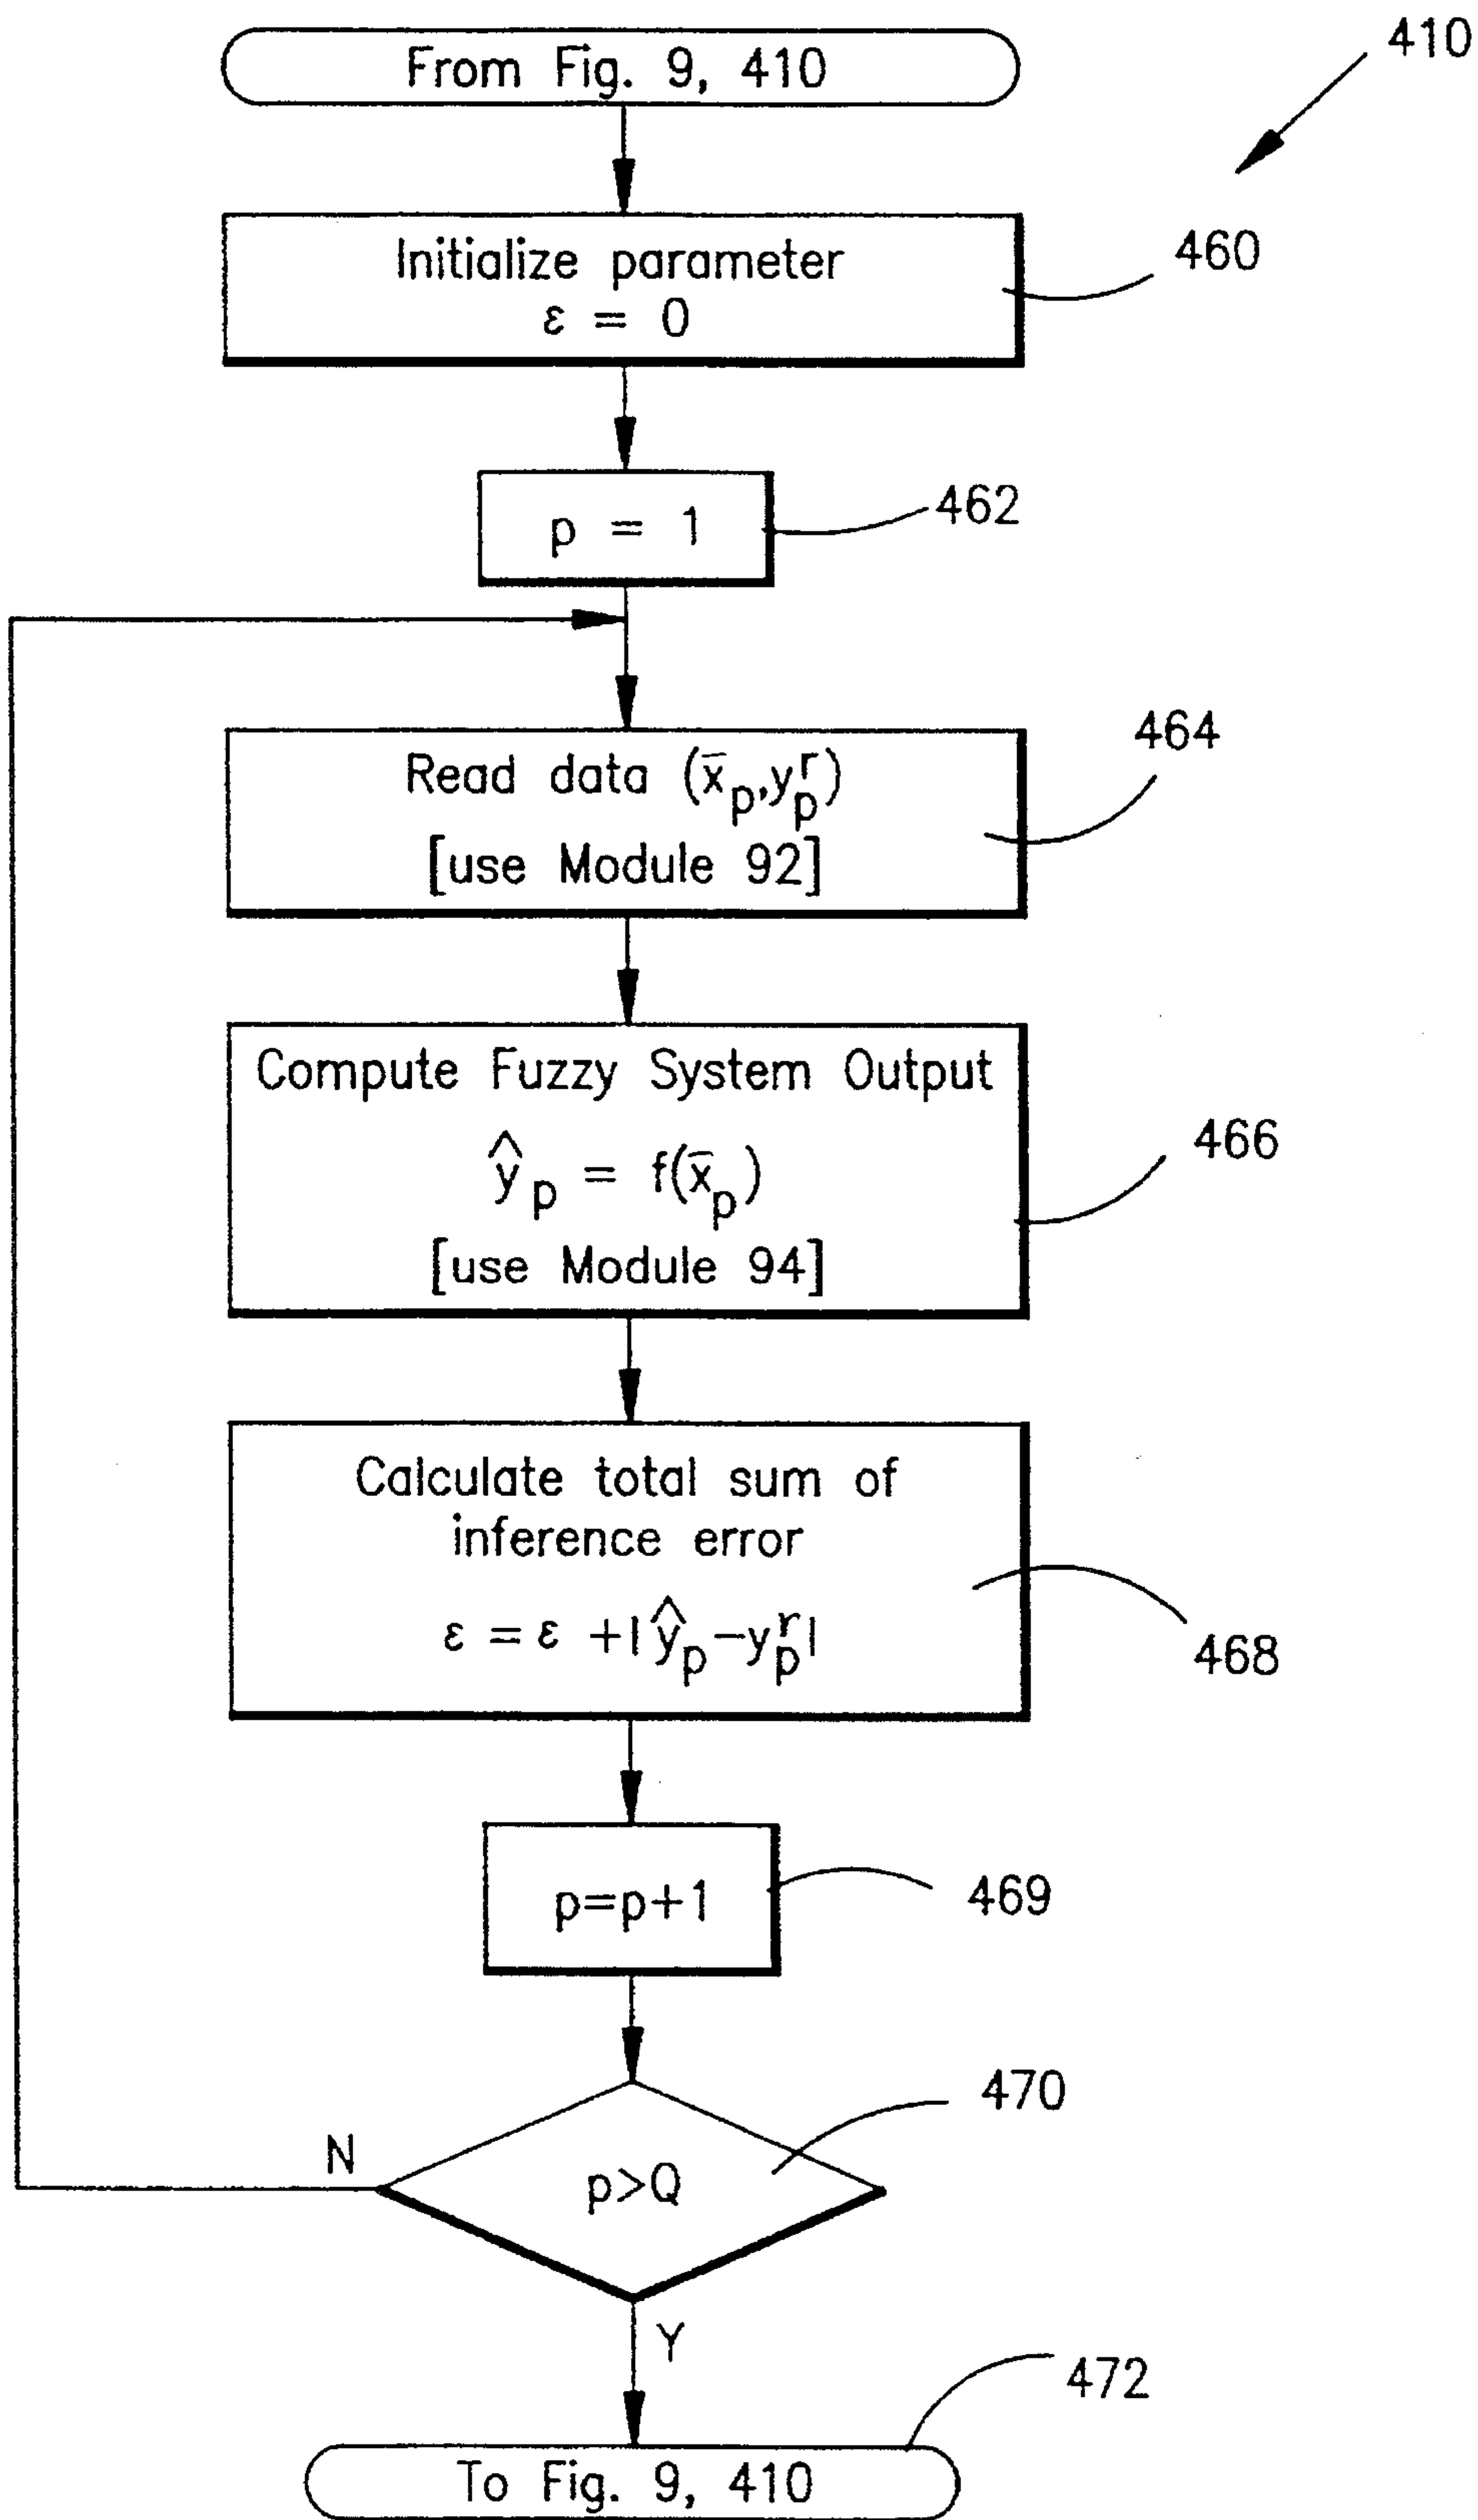 From Fig. 9, 410
410
Initialize parameter
ε = 0
460
p = 1
462
Read data (x̄p,ypʳ)
[use Module 92]
464
Compute Fuzzy System Output
ŷp = f(x̄p)
[use Module 94]
466
Calculate total sum of
inference error
ε = ε +|ŷp−ypʳ|
468
p=p+1
469
p>Q
470
N
Y
472
To Fig. 9, 410